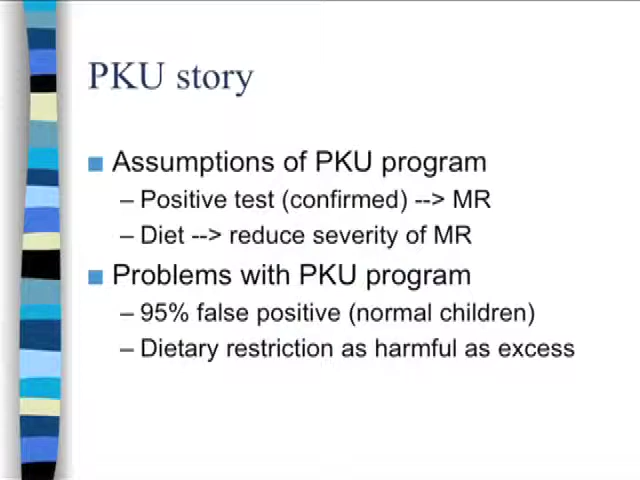 PKU story
Assumptions of PKU program
– Positive test (confirmed) --> MR
– Diet --> reduce severity of MR
Problems with PKU program
– 95% false positive (normal children)
– Dietary restriction as harmful as excess